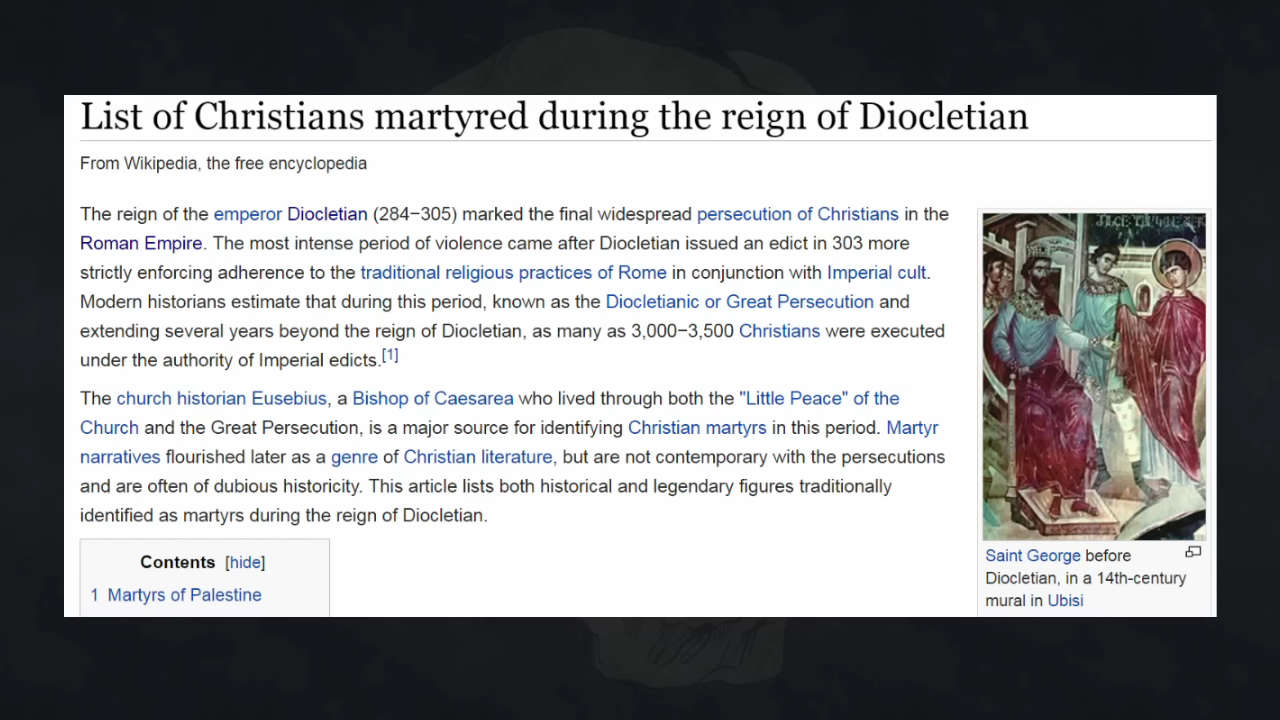 List of Christians martyred during the reign of Diocletian
From Wikipedia, the free encyclopedia
The reign of the emperor Diocletian (284−305) marked the final widespread persecution of Christians in the
Roman Empire. The most intense period of violence came after Diocletian issued an edict in 303 more
strictly enforcing adherence to the traditional religious practices of Rome in conjunction with Imperial cult.
Modern historians estimate that during this period, known as the Diocletianic or Great Persecution and
extending several years beyond the reign of Diocletian, as many as 3,000−3,500 Christians were executed
under the authority of Imperial edicts.[1]
The church historian Eusebius, a Bishop of Caesarea who lived through both the "Little Peace" of the
Church and the Great Persecution, is a major source for identifying Christian martyrs in this period. Martyr
narratives flourished later as a genre of Christian literature, but are not contemporary with the persecutions
and are often of dubious historicity. This article lists both historical and legendary figures traditionally
identified as martyrs during the reign of Diocletian.
Contents [hide]
1 Martyrs of Palestine
Saint George before
Diocletian, in a 14th-century
mural in Ubisi